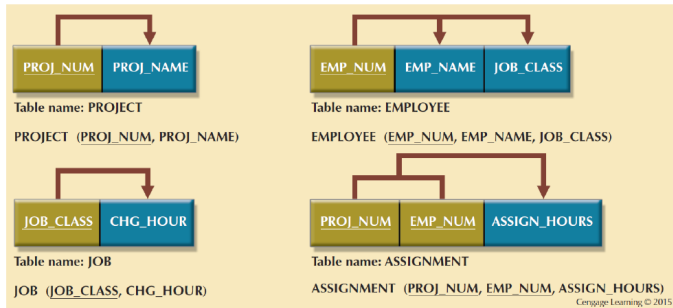 PROJ_NUM PROJ_NAME
Table name: PROJECT
PROJECT (PROJ_NUM, PROJ_NAME)
EMP_NUM EMP_NAME JOB_CLASS
Table name: EMPLOYEE
EMPLOYEE (EMP_NUM, EMP_NAME, JOB_CLASS)
JOB_CLASS CHG_HOUR
Table name: JOB
JOB (JOB_CLASS, CHG_HOUR)
PROJ_NUM EMP_NUM ASSIGN_HOURS
Table name: ASSIGNMENT
ASSIGNMENT (PROJ_NUM, EMP_NUM, ASSIGN_HOURS)
Cengage Learning © 2015